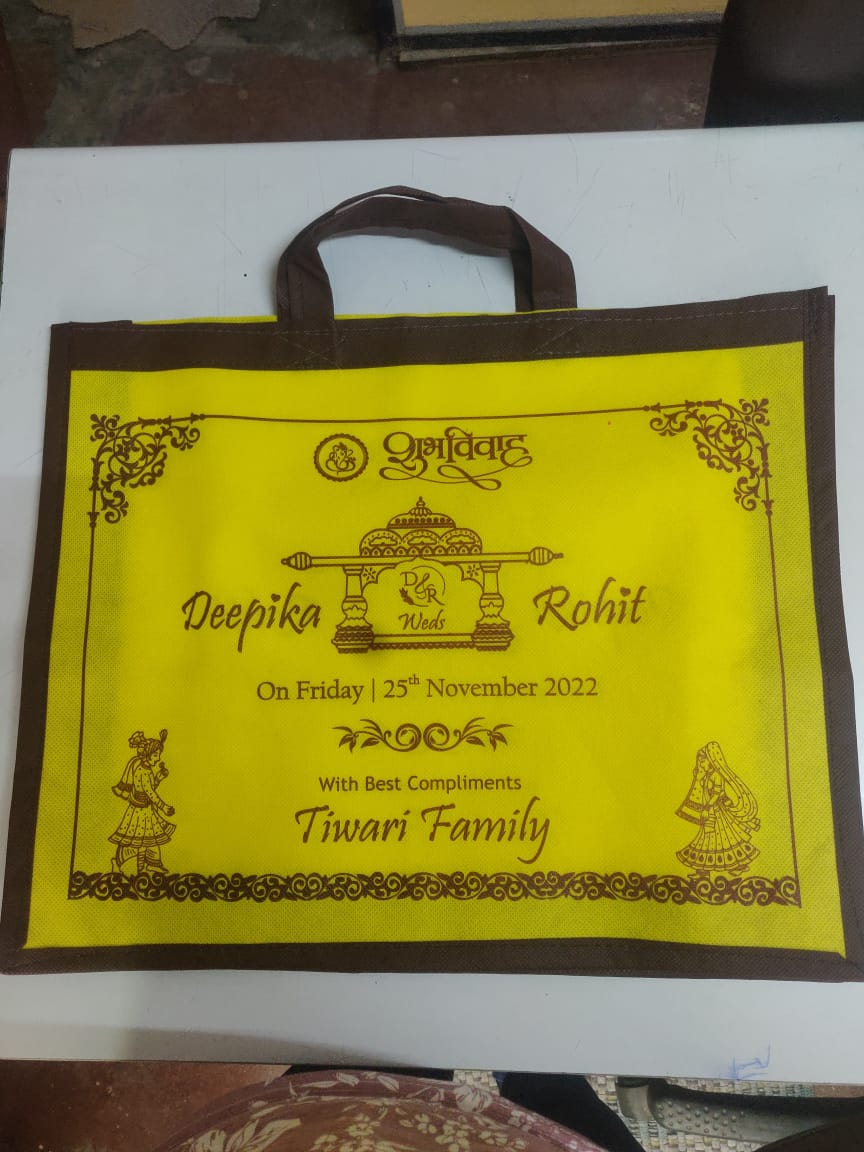 शुभविवाह
D&R
Deepika Weds Rohit
On Friday | 25th November 2022
With Best Compliments
Tiwari Family